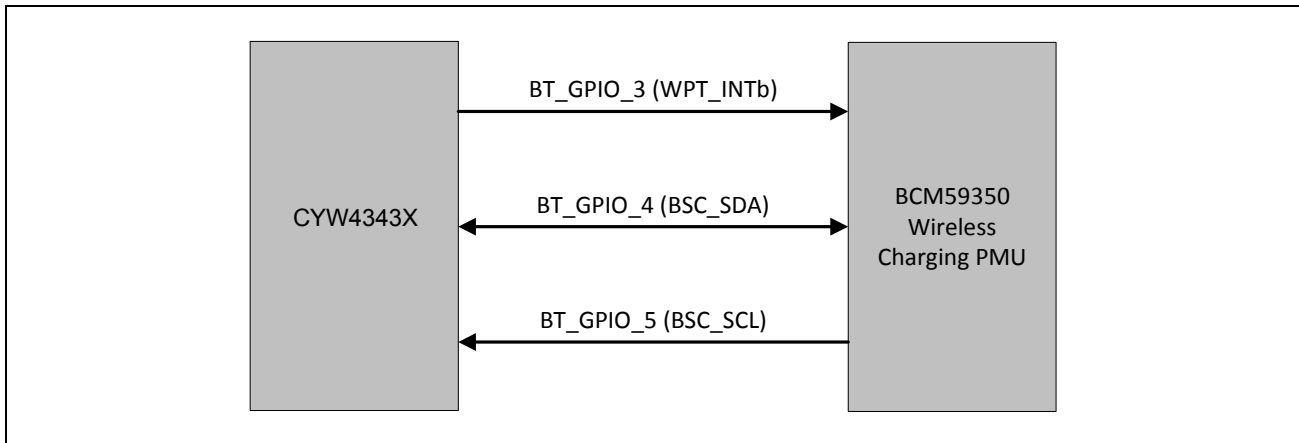 BT_GPIO_3 (WPT_INTb)
CYW4343X
BT_GPIO_4 (BSC_SDA)
BCM59350
Wireless
Charging PMU
BT_GPIO_5 (BSC_SCL)